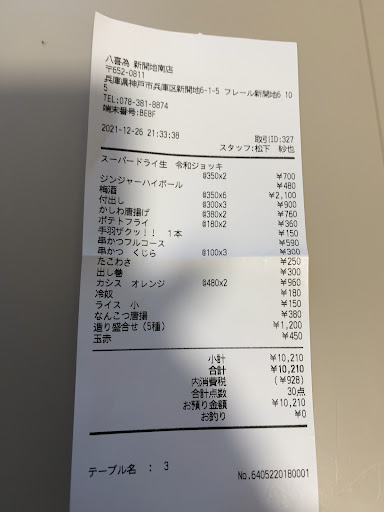 八喜為 新開地南店
〒652-0811
兵庫県神戸市兵庫区新開地6-1-5 フレール新開地6 10
5
TEL:078-381-8874
端末番号:BE8F
2021-12-26 21:33:38
取引ID:327
スタッフ:松下 紗也
スーパードライ生 令和ジョッキ
@350x2 ¥700
ジンジャーハイボール ¥480
梅酒 @350x6 ¥2,100
付出し @300x3 ¥900
かしわ唐揚げ @380x2 ¥760
ポテトフライ @180x2 ¥360
手羽ザクッ!! 1本 ¥150
串かつフルコース ¥590
串かつ くじら @100x3 ¥300
たこわさ ¥250
出し巻 ¥300
カシス オレンジ @480x2 ¥960
冷奴 ¥180
ライス 小 ¥150
なんこつ唐揚 ¥380
造り盛合せ(5種) ¥1,200
玉赤 ¥450
小計 ¥10,210
合計 ¥10,210
内消費税 (¥928)
合計点数 30点
お預り金額 ¥10,210
お釣り ¥0
テーブル名 : 3
No.6405220180001